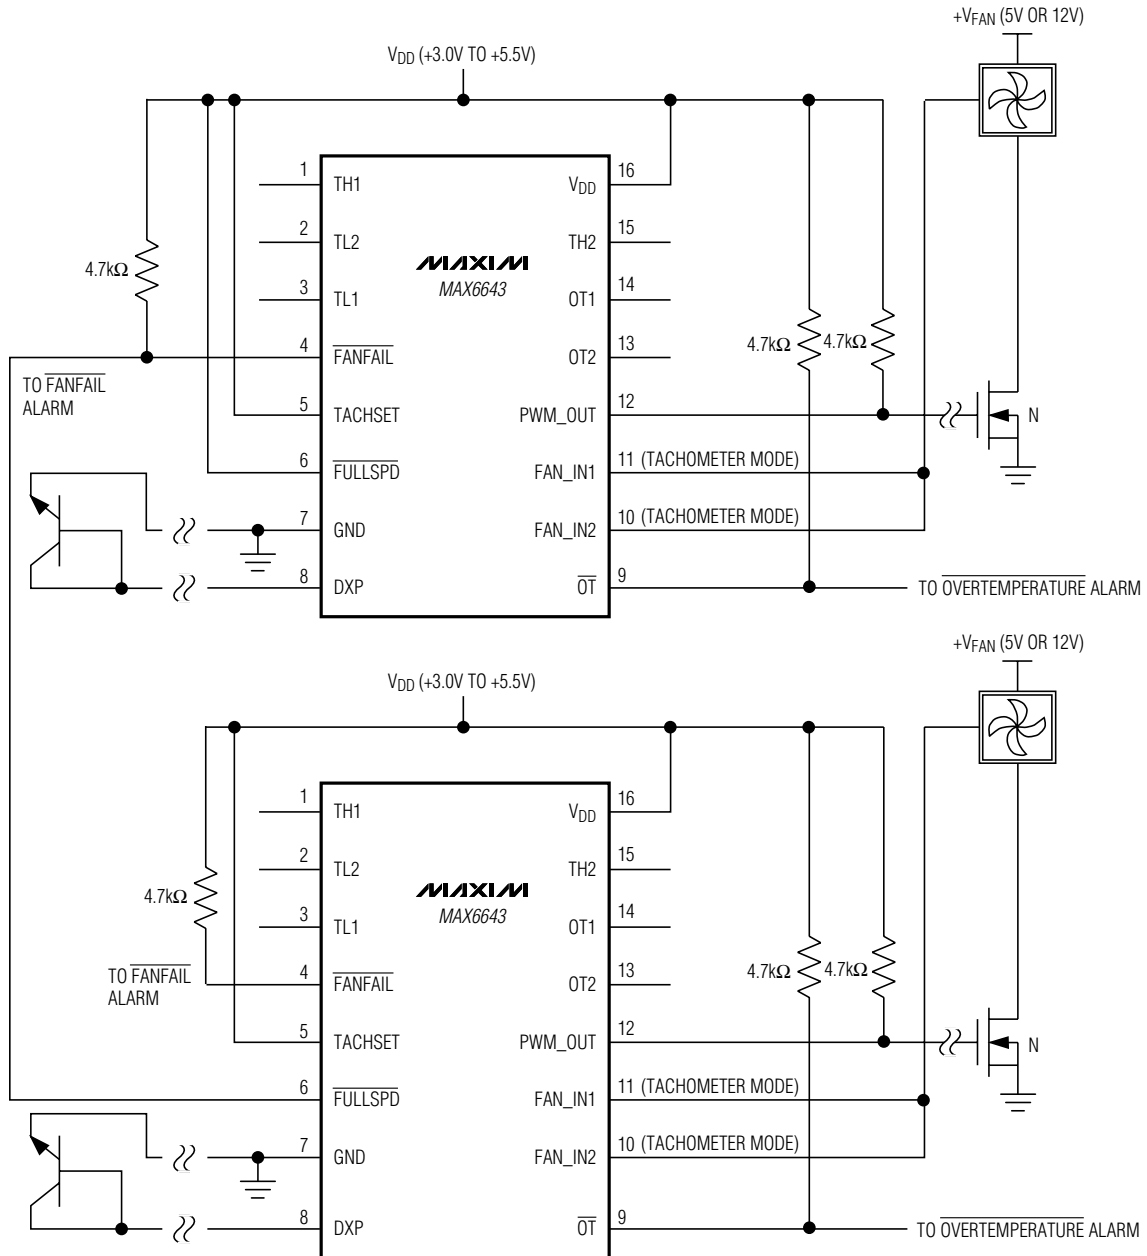 +VFAN (5V OR 12V)
VDD (+3.0V TO +5.5V)
1 TH1
2 TL2
3 TL1
4 FANFAIL
5 TACHSET
6 FULLSPD
7 GND
8 DXP
MAXIM
MAX6643
VDD 16
TH2 15
OT1 14
OT2 13
PWM_OUT 12
FAN_IN1 11 (TACHOMETER MODE)
FAN_IN2 10 (TACHOMETER MODE)
OT 9
4.7kΩ
TO FANFAIL
ALARM
4.7kΩ
4.7kΩ
N
TO OVERTEMPERATURE ALARM
+VFAN (5V OR 12V)
VDD (+3.0V TO +5.5V)
1 TH1
2 TL2
3 TL1
4 FANFAIL
5 TACHSET
6 FULLSPD
7 GND
8 DXP
MAXIM
MAX6643
VDD 16
TH2 15
OT1 14
OT2 13
PWM_OUT 12
FAN_IN1 11 (TACHOMETER MODE)
FAN_IN2 10 (TACHOMETER MODE)
OT 9
4.7kΩ
TO FANFAIL
ALARM
4.7kΩ
4.7kΩ
N
TO OVERTEMPERATURE ALARM